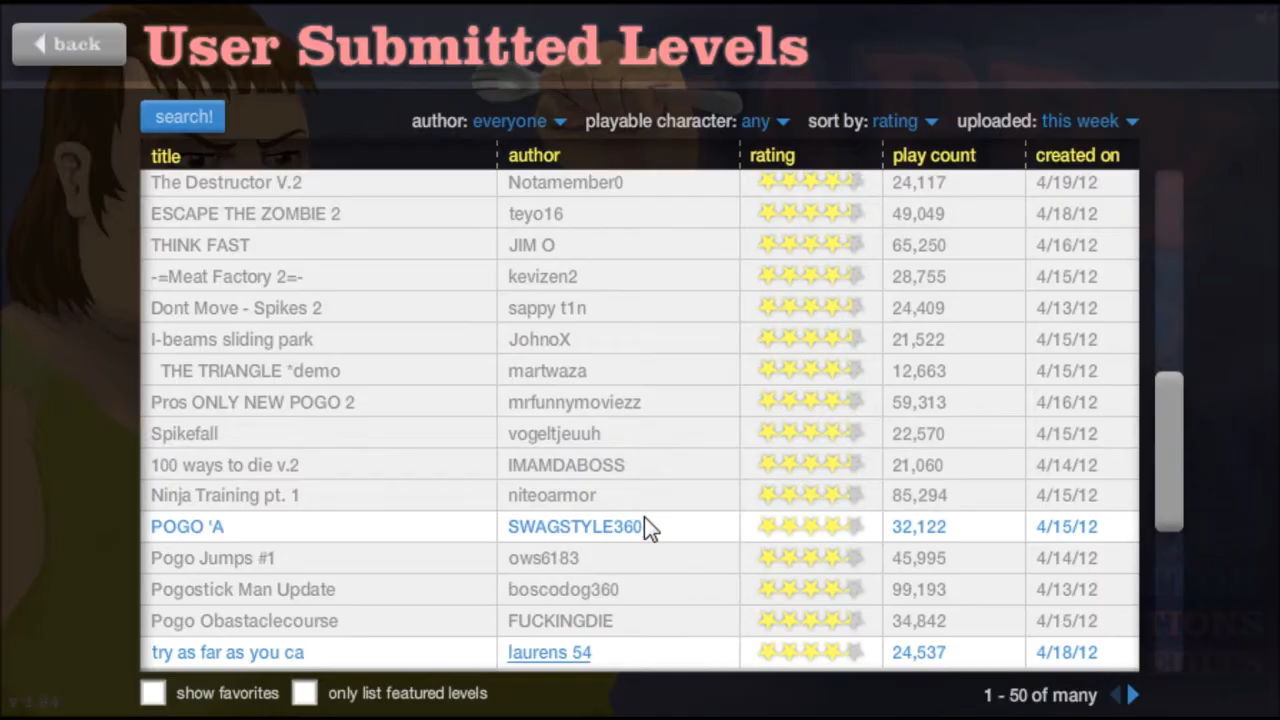 back
User Submitted Levels
search! author: everyone playable character: any sort by: rating uploaded: this week
title author rating play count created on
The Destructor V.2 Notamember0 24,117 4/19/12
ESCAPE THE ZOMBIE 2 teyo16 49,049 4/18/12
THINK FAST JIM O 65,250 4/16/12
-=Meat Factory 2=- kevizen2 28,755 4/15/12
Dont Move - Spikes 2 sappy t1n 24,409 4/13/12
I-beams sliding park JohnoX 21,522 4/15/12
THE TRIANGLE *demo martwaza 12,663 4/15/12
Pros ONLY NEW POGO 2 mrfunnymoviezz 59,313 4/16/12
Spikefall vogeltjeuuh 22,570 4/15/12
100 ways to die v.2 IMAMDABOSS 21,060 4/14/12
Ninja Training pt. 1 niteoarmor 85,294 4/15/12
POGO 'A SWAGSTYLE360 32,122 4/15/12
Pogo Jumps #1 ows6183 45,995 4/14/12
Pogostick Man Update boscodog360 99,193 4/13/12
Pogo Obstaclecourse FUCKINGDIE 34,842 4/15/12
try as far as you ca laurens 54 24,537 4/18/12
show favorites only list featured levels 1 - 50 of many